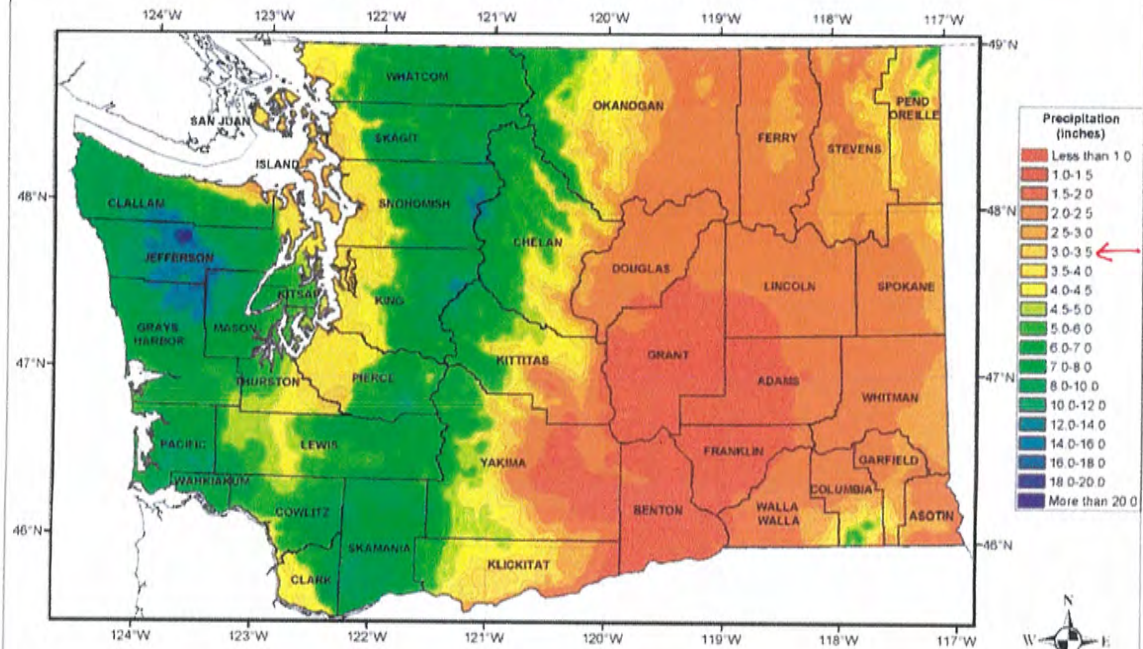 124°W 123°W 122°W 121°W 120°W 119°W 118°W 117°W
49°N
WHATCOM
OKANOGAN
PEND
OREILLE
SAN JUAN
SKAGIT
FERRY
STEVENS
ISLAND
48°N
SNOHOMISH
48°N
CLALLAM
CHELAN
JEFFERSON
DOUGLAS
LINCOLN
SPOKANE
KITSAP
KING
GRAYS
HARBOR
MASON
KITTITAS
GRANT
47°N
47°N
THURSTON
PIERCE
ADAMS
WHITMAN
PACIFIC
LEWIS
YAKIMA
FRANKLIN
GARFIELD
WAHKIAKUM
COLUMBIA
COWLITZ
BENTON
WALLA
WALLA
ASOTIN
46°N
46°N
SKAMANIA
KLICKITAT
CLARK
124°W 123°W 122°W 121°W 120°W 119°W 118°W 117°W
Precipitation
(inches)
Less than 1.0
1.0-1.5
1.5-2.0
2.0-2.5
2.5-3.0
3.0-3.5
3.5-4.0
4.0-4.5
4.5-5.0
5.0-6.0
6.0-7.0
7.0-8.0
8.0-10.0
10.0-12.0
12.0-14.0
14.0-16.0
16.0-18.0
18.0-20.0
More than 20.0
N
W E